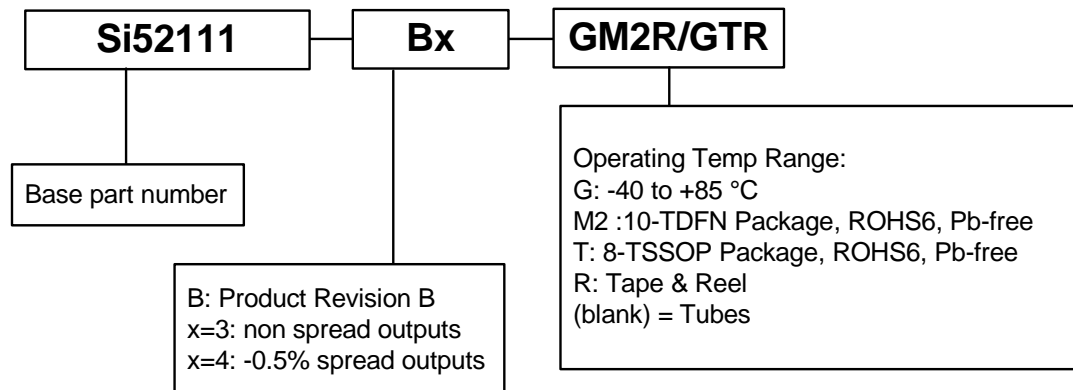 Si52111
Bx
GM2R/GTR
Base part number
B: Product Revision B
x=3: non spread outputs
x=4: -0.5% spread outputs
Operating Temp Range:
G: -40 to +85 °C
M2 :10-TDFN Package, ROHS6, Pb-free
T: 8-TSSOP Package, ROHS6, Pb-free
R: Tape & Reel
(blank) = Tubes